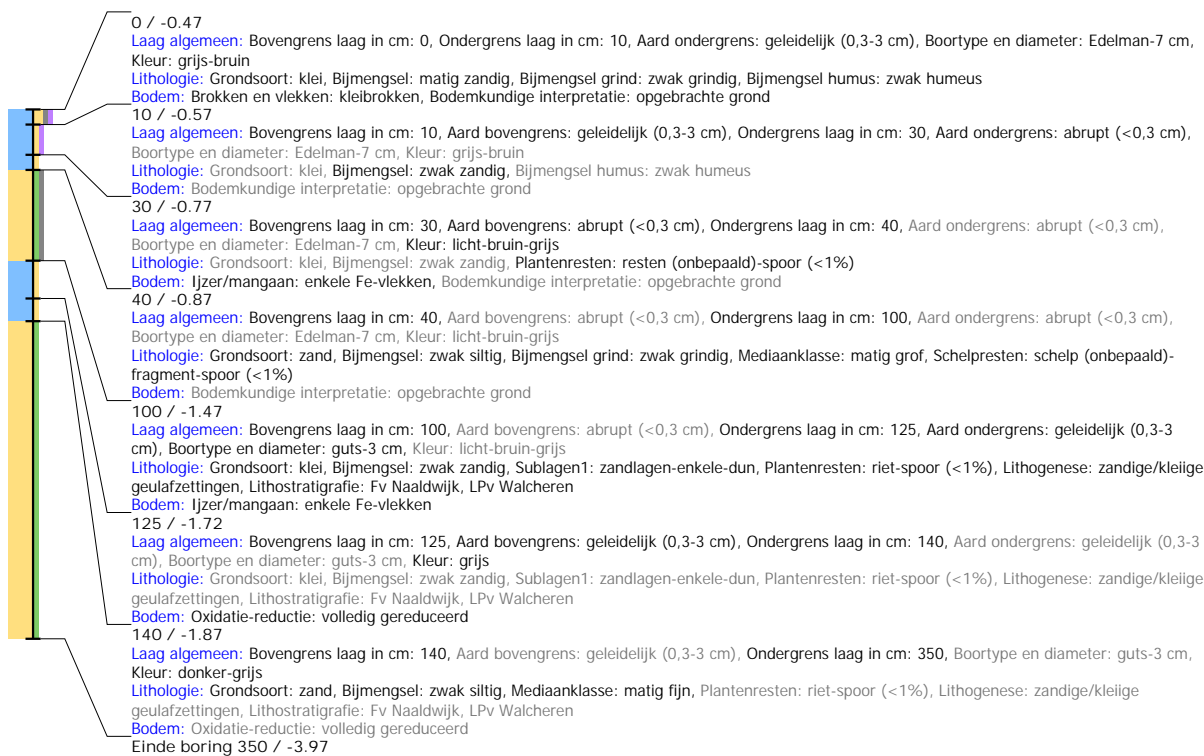 0 / -0.47
Laag algemeen: Bovengrens laag in cm: 0, Ondergrens laag in cm: 10, Aard ondergrens: geleidelijk (0,3-3 cm), Boortype en diameter: Edelman-7 cm,
Kleur: grijs-bruin
Lithologie: Grondsoort: klei, Bijmengsel: matig zandig, Bijmengsel grind: zwak grindig, Bijmengsel humus: zwak humeus
Bodem: Brokken en vlekken: kleibrokken, Bodemkundige interpretatie: opgebrachte grond
10 / -0.57
Laag algemeen: Bovengrens laag in cm: 10, Aard bovengrens: geleidelijk (0,3-3 cm), Ondergrens laag in cm: 30, Aard ondergrens: abrupt (<0,3 cm),
Boortype en diameter: Edelman-7 cm, Kleur: grijs-bruin
Lithologie: Grondsoort: klei, Bijmengsel: zwak zandig, Bijmengsel humus: zwak humeus
Bodem: Bodemkundige interpretatie: opgebrachte grond
30 / -0.77
Laag algemeen: Bovengrens laag in cm: 30, Aard bovengrens: abrupt (<0,3 cm), Ondergrens laag in cm: 40, Aard ondergrens: abrupt (<0,3 cm),
Boortype en diameter: Edelman-7 cm, Kleur: licht-bruin-grijs
Lithologie: Grondsoort: klei, Bijmengsel: zwak zandig, Plantenresten: resten (onbepaald)-spoor (<1%)
Bodem: Ijzer/mangaan: enkele Fe-vlekken, Bodemkundige interpretatie: opgebrachte grond
40 / -0.87
Laag algemeen: Bovengrens laag in cm: 40, Aard bovengrens: abrupt (<0,3 cm), Ondergrens laag in cm: 100, Aard ondergrens: abrupt (<0,3 cm),
Boortype en diameter: Edelman-7 cm, Kleur: licht-bruin-grijs
Lithologie: Grondsoort: zand, Bijmengsel: zwak siltig, Bijmengsel grind: zwak grindig, Mediaanklasse: matig grof, Schelpresten: schelp (onbepaald)-
fragment-spoor (<1%)
Bodem: Bodemkundige interpretatie: opgebrachte grond
100 / -1.47
Laag algemeen: Bovengrens laag in cm: 100, Aard bovengrens: abrupt (<0,3 cm), Ondergrens laag in cm: 125, Aard ondergrens: geleidelijk (0,3-3
cm), Boortype en diameter: guts-3 cm, Kleur: licht-bruin-grijs
Lithologie: Grondsoort: klei, Bijmengsel: zwak zandig, Sublagen1: zandlagen-enkele-dun, Plantenresten: riet-spoor (<1%), Lithogenese: zandige/kleiige
geulafzettingen, Lithostratigrafie: Fv Naaldwijk, LPv Walcheren
Bodem: Ijzer/mangaan: enkele Fe-vlekken
125 / -1.72
Laag algemeen: Bovengrens laag in cm: 125, Aard bovengrens: geleidelijk (0,3-3 cm), Ondergrens laag in cm: 140, Aard ondergrens: geleidelijk (0,3-3
cm), Boortype en diameter: guts-3 cm, Kleur: grijs
Lithologie: Grondsoort: klei, Bijmengsel: zwak zandig, Sublagen1: zandlagen-enkele-dun, Plantenresten: riet-spoor (<1%), Lithogenese: zandige/kleiige
geulafzettingen, Lithostratigrafie: Fv Naaldwijk, LPv Walcheren
Bodem: Oxidatie-reductie: volledig gereduceerd
140 / -1.87
Laag algemeen: Bovengrens laag in cm: 140, Aard bovengrens: geleidelijk (0,3-3 cm), Ondergrens laag in cm: 350, Boortype en diameter: guts-3 cm,
Kleur: donker-grijs
Lithologie: Grondsoort: zand, Bijmengsel: zwak siltig, Mediaanklasse: matig fijn, Plantenresten: riet-spoor (<1%), Lithogenese: zandige/kleiige
geulafzettingen, Lithostratigrafie: Fv Naaldwijk, LPv Walcheren
Bodem: Oxidatie-reductie: volledig gereduceerd
Einde boring 350 / -3.97